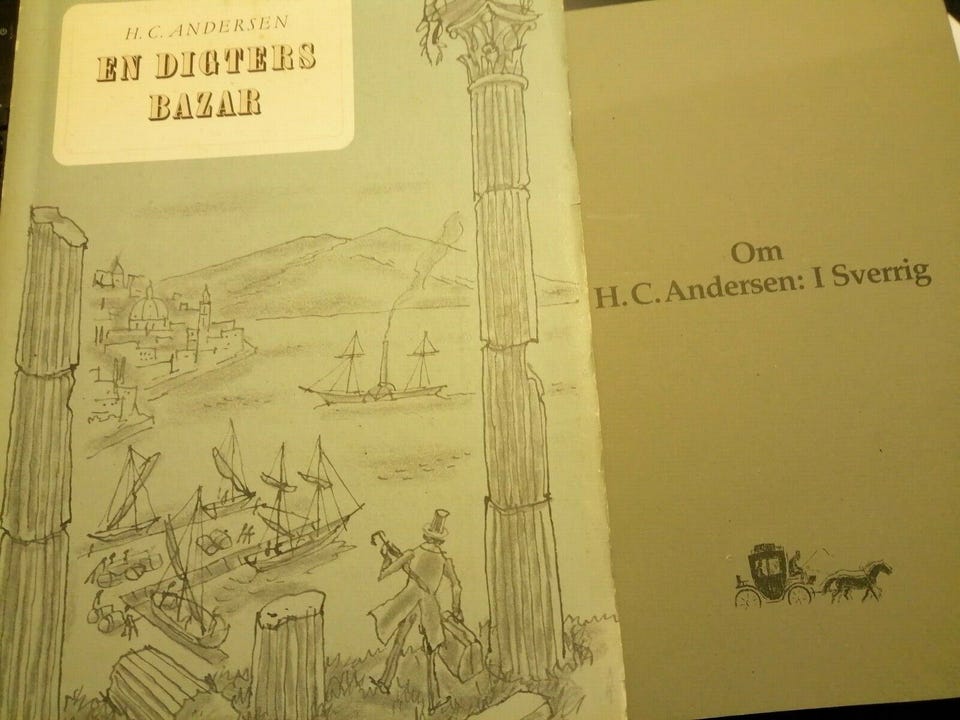 H. C. ANDERSEN
EN DIGTERS
BAZAR
Om
H. C. Andersen: I Sverrig